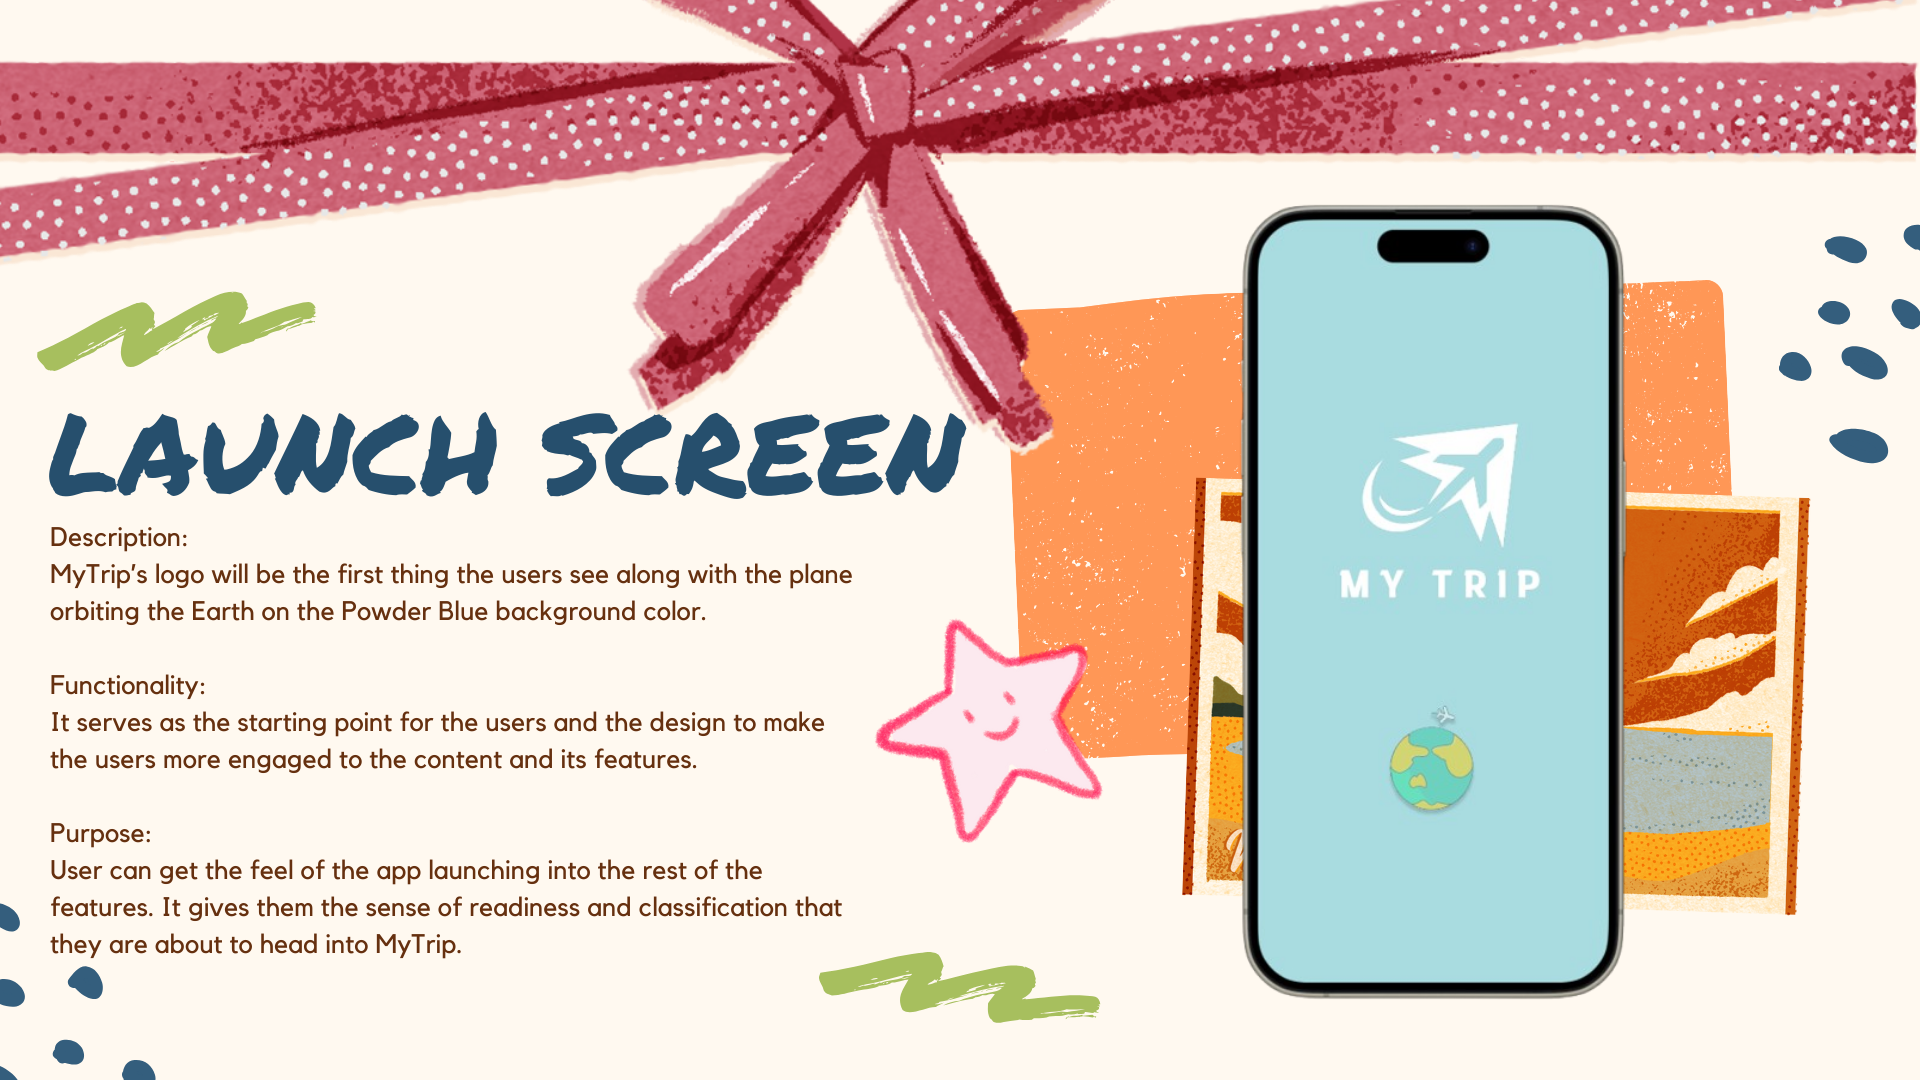 LAUNCH SCREEN
Description:
MyTrip's logo will be the first thing the users see along with the plane
orbiting the Earth on the Powder Blue background color.
Functionality:
It serves as the starting point for the users and the design to make
the users more engaged to the content and its features.
Purpose:
User can get the feel of the app launching into the rest of the
features. It gives them the sense of readiness and classification that
they are about to head into MyTrip.
MY TRIP